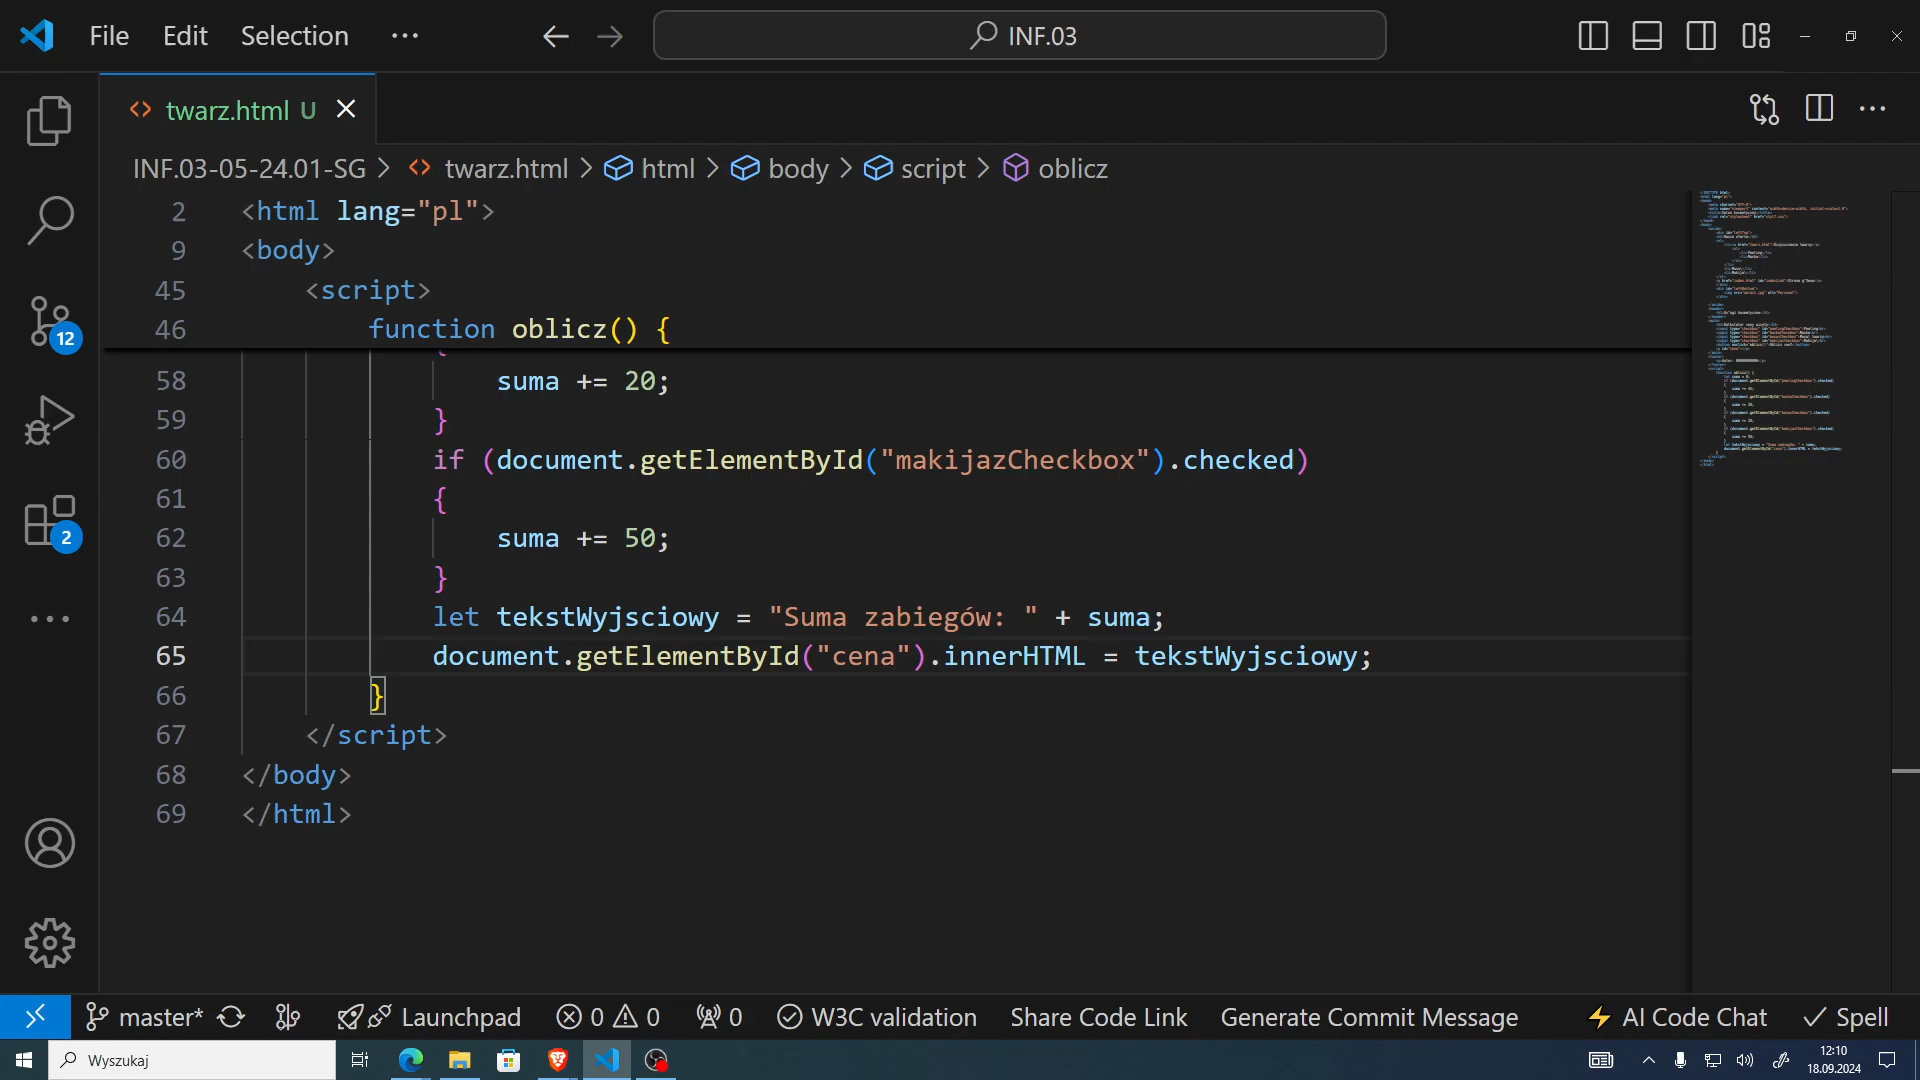 File Edit Selection ··· INF.03
twarz.html U
INF.03-05-24.01-SG > twarz.html > html > body > script > oblicz
2 <html lang="pl">
9 <body>
45 <script>
46 function oblicz() {
{
58 suma += 20;
59 }
60 if (document.getElementById("makijazCheckbox").checked)
61 {
62 suma += 50;
63 }
64 let tekstWyjsciowy = "Suma zabiegów: " + suma;
65 document.getElementById("cena").innerHTML = tekstWyjsciowy;
66 }
67 </script>
68 </body>
69 </html>
12
2
master* Launchpad 0 0 0 W3C validation Share Code Link Generate Commit Message AI Code Chat Spell
Wyszukaj
12:10
18.09.2024